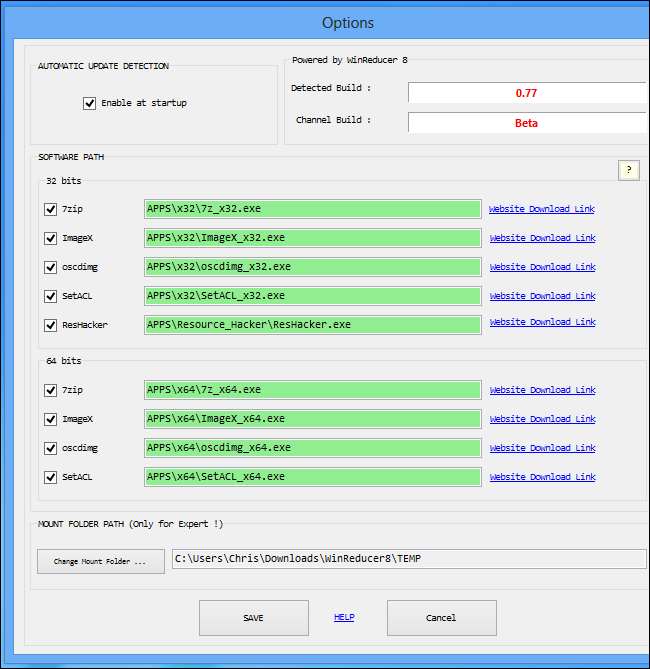 Options
AUTOMATIC UPDATE DETECTION
Enable at startup
Powered by WinReducer 8
Detected Build : 0.77
Channel Build : Beta
SOFTWARE PATH
?
32 bits
7zip APPS\x32\7z_x32.exe Website Download Link
ImageX APPS\x32\ImageX_x32.exe Website Download Link
oscdimg APPS\x32\oscdimg_x32.exe Website Download Link
SetACL APPS\x32\SetACL_x32.exe Website Download Link
ResHacker APPS\Resource_Hacker\ResHacker.exe Website Download Link
64 bits
7zip APPS\x64\7z_x64.exe Website Download Link
ImageX APPS\x64\ImageX_x64.exe Website Download Link
oscdimg APPS\x64\oscdimg_x64.exe Website Download Link
SetACL APPS\x64\SetACL_x64.exe Website Download Link
MOUNT FOLDER PATH (Only for Expert !)
Change Mount Folder ... C:\Users\Chris\Downloads\WinReducer8\TEMP
SAVE HELP Cancel